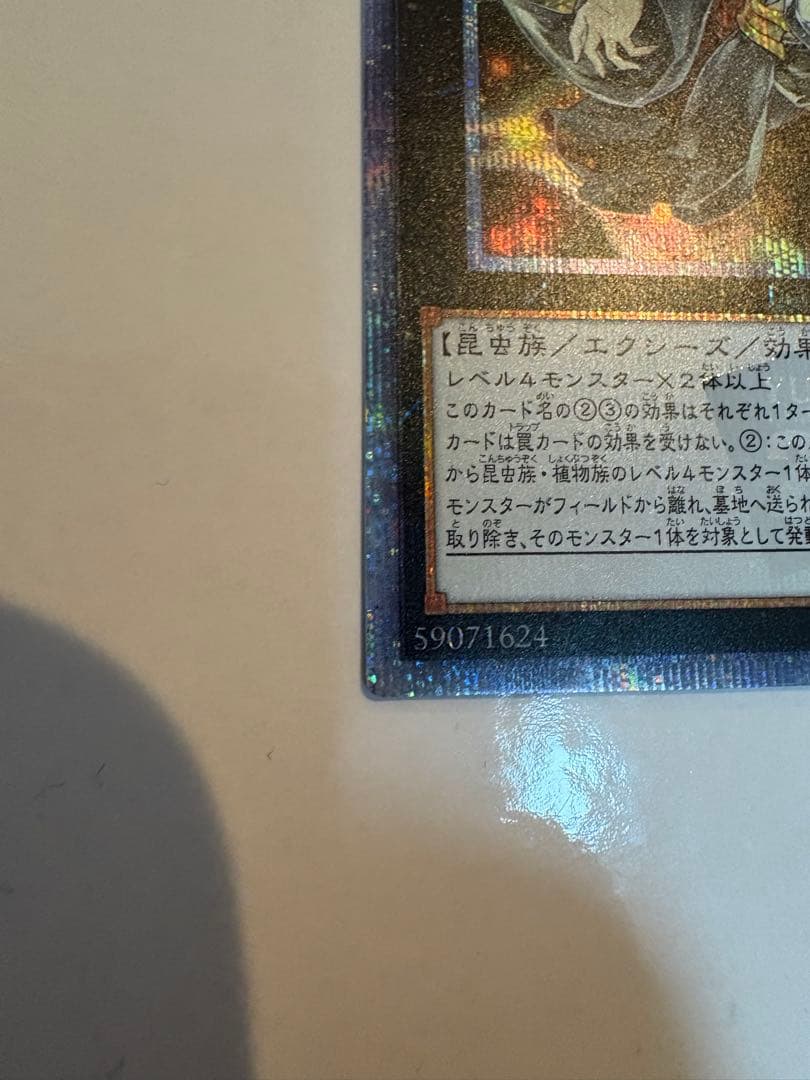 【昆虫族／エクシーズ／効果
レベル４モンスター×２体以上
このカード名の②③の効果はそれぞれ１ター
カードは罠カードの効果を受けない。②：この
から昆虫族・植物族のレベル４モンスター１体
モンスターがフィールドから離れ、墓地へ送られ
取り除き、そのモンスター１体を対象として発動
59071624